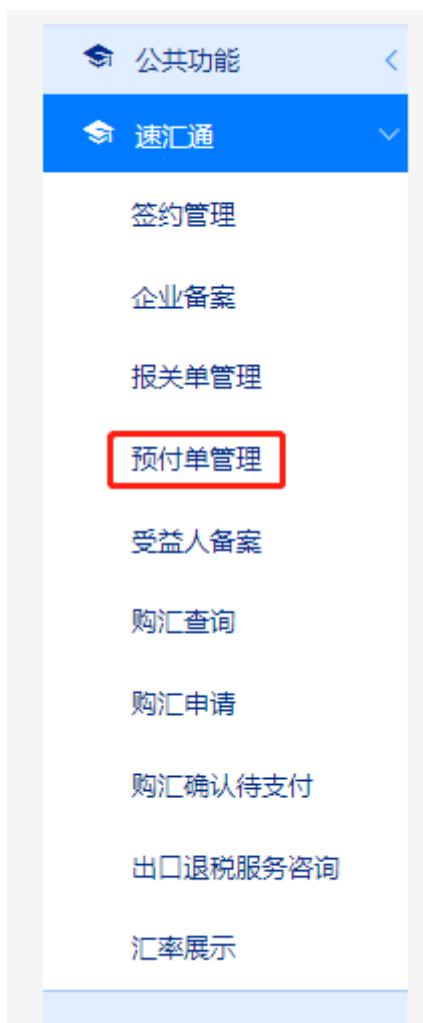 公共功能
速汇通
签约管理
企业备案
报关单管理
预付单管理
受益人备案
购汇查询
购汇申请
购汇确认待支付
出口退税服务咨询
汇率展示